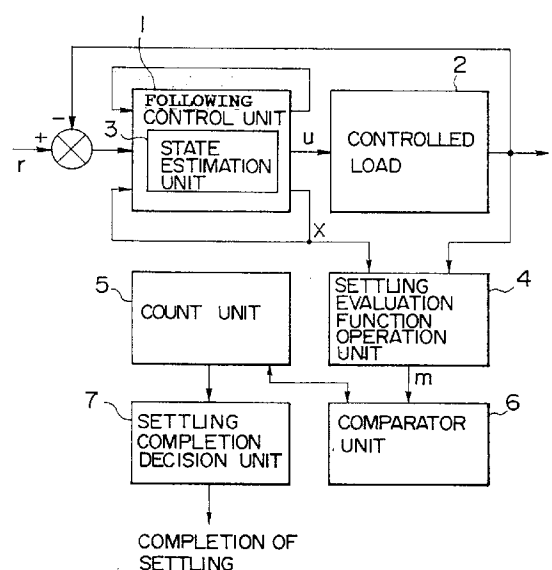 1
FOLLOWING
CONTROL UNIT
3
STATE
ESTIMATION
UNIT
+
−
r
u
2
CONTROLLED
LOAD
X
5
COUNT UNIT
4
SETTLING
EVALUATION
FUNCTION
OPERATION
UNIT
m
7
SETTLING
COMPLETION
DECISION UNIT
6
COMPARATOR
UNIT
COMPLETION OF
SETTLING